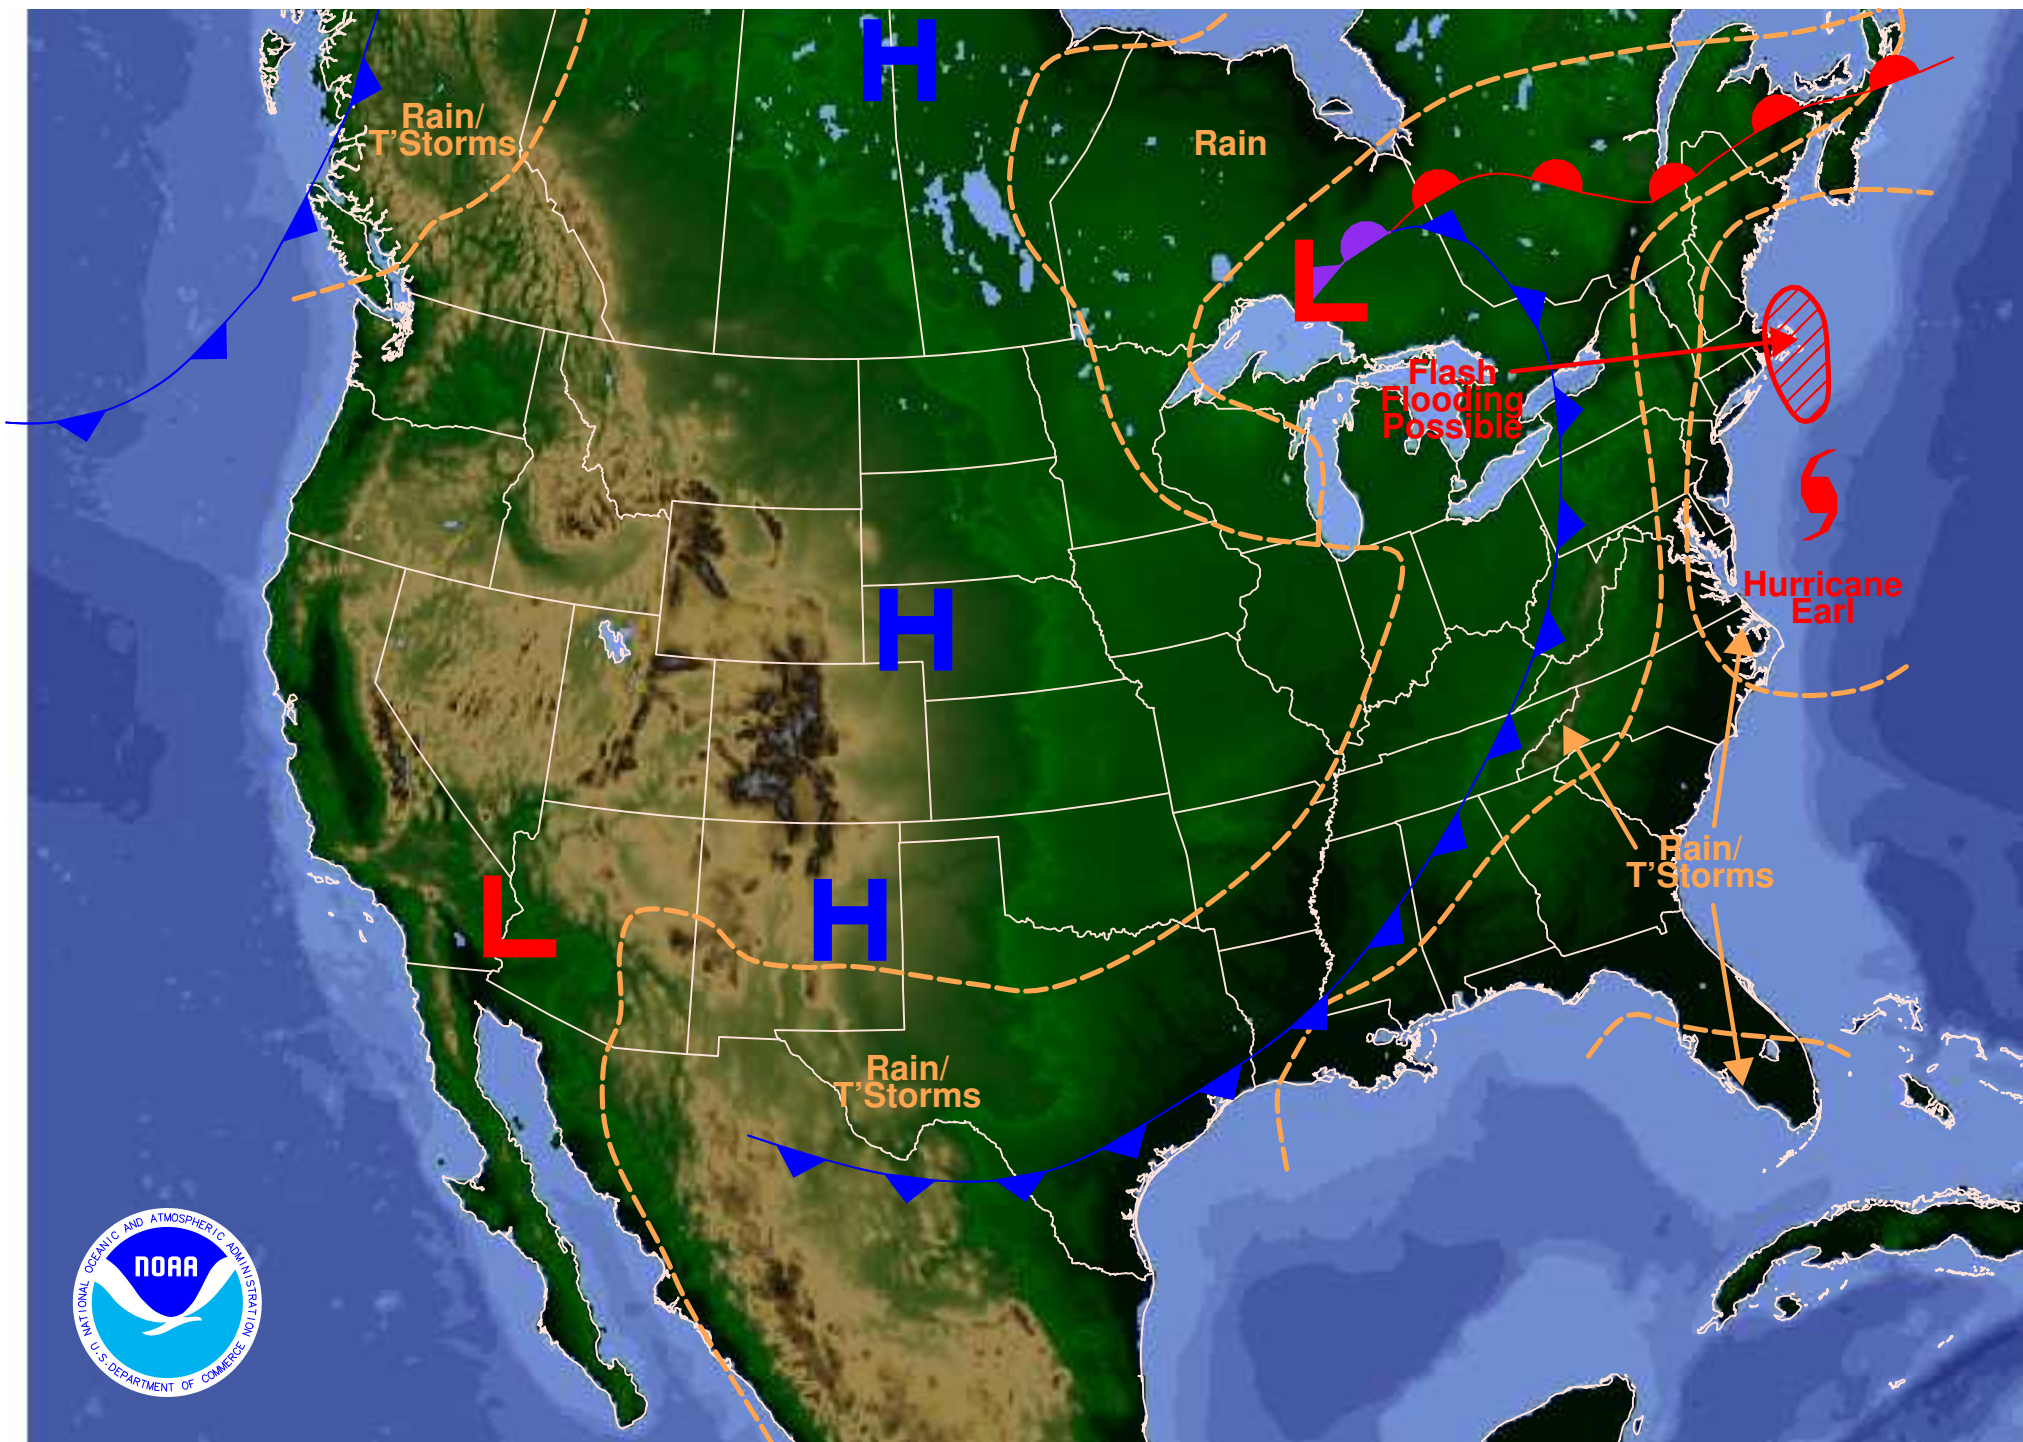 H
Rain/
T'Storms
Rain
L
Flash
Flooding
Possible
Hurricane
Earl
H
Rain/
T'Storms
L
H
Rain/
T'Storms
NATIONAL OCEANIC AND ATMOSPHERIC ADMINISTRATION
NOAA
U.S. DEPARTMENT OF COMMERCE